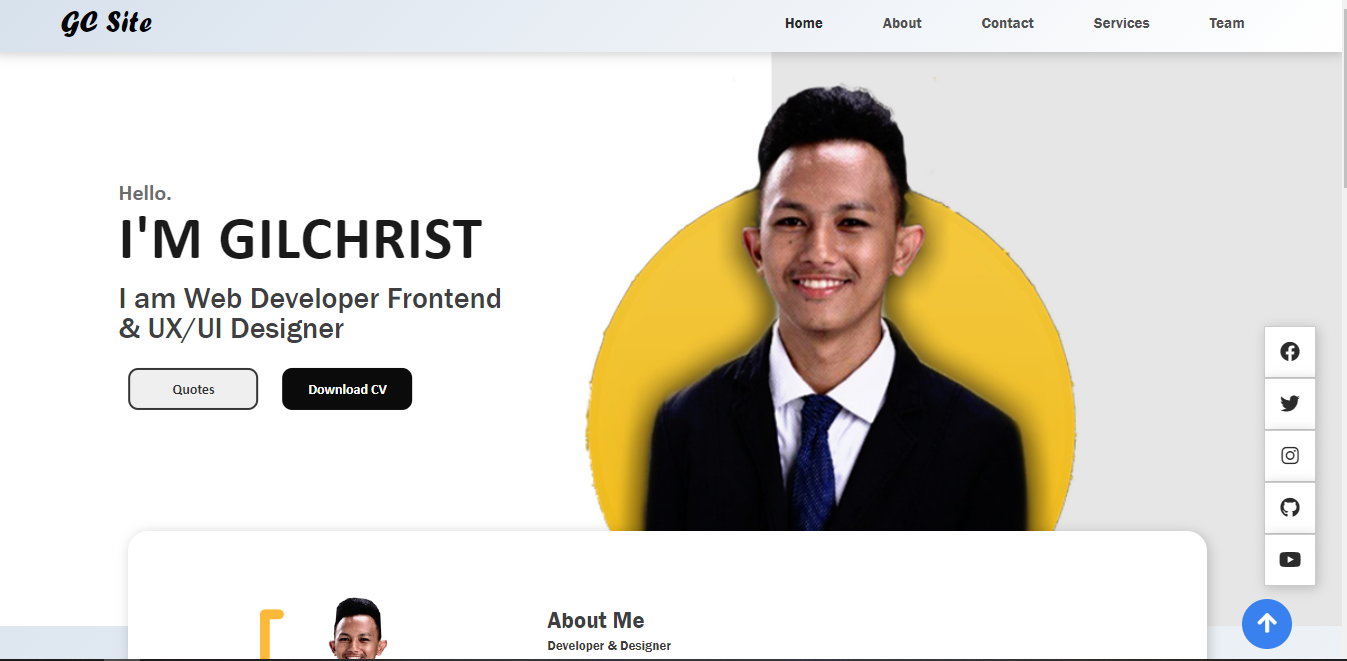 GC Site
Home
About
Contact
Services
Team
Hello.
I'M GILCHRIST
I am Web Developer Frontend
& UX/UI Designer
Quotes
Download CV
About Me
Developer & Designer